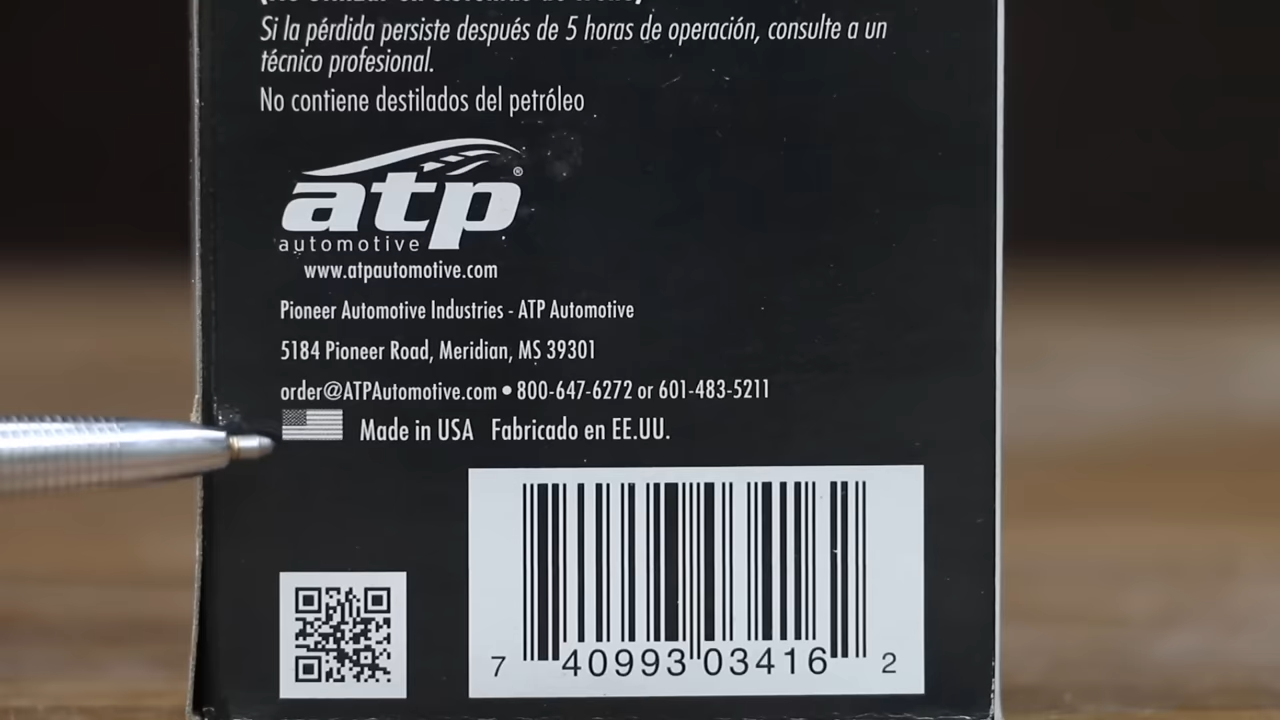 Si la pérdida persiste después de 5 horas de operación, consulte a un
técnico profesional.
No contiene destilados del petróleo
atp®
automotive
www.atpautomotive.com
Pioneer Automotive Industries - ATP Automotive
5184 Pioneer Road, Meridian, MS 39301
order@ATPAutomotive.com • 800-647-6272 or 601-483-5211
Made in USA Fabricado en EE.UU.
7 40993 03416 2